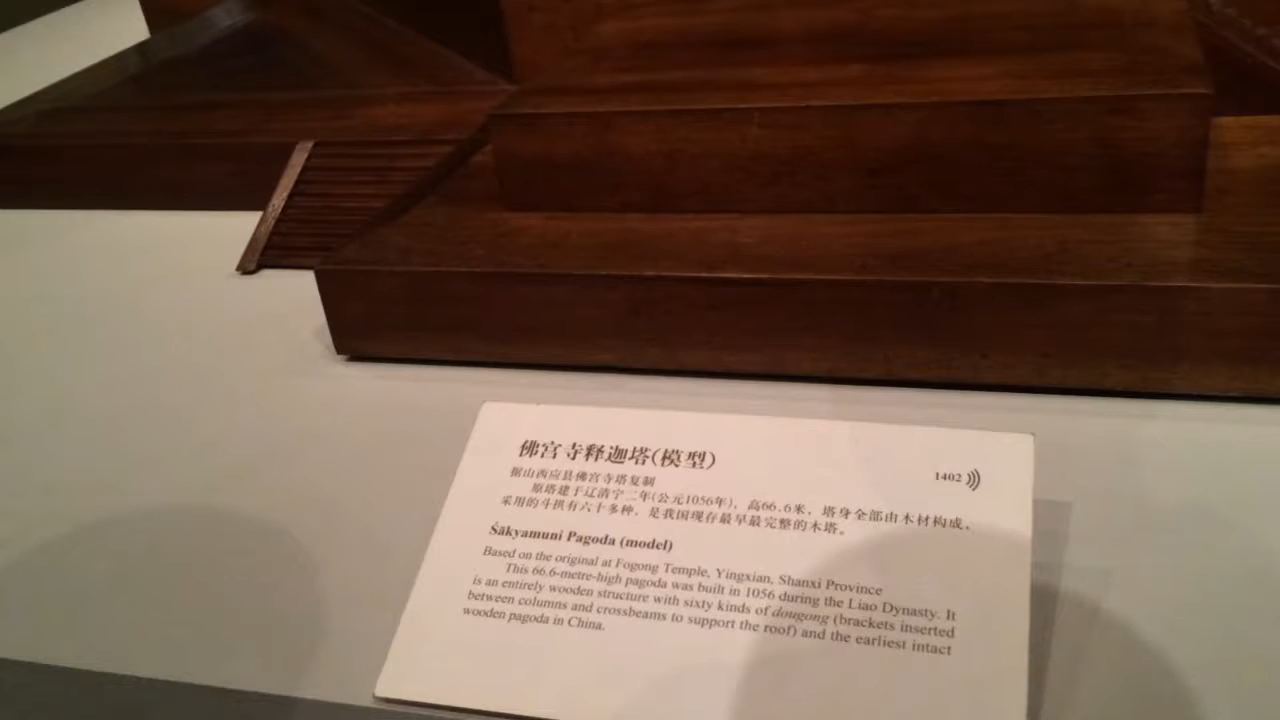 佛宫寺释迦塔(模型)
1402
据山西应县佛宫寺塔复制
原塔建于辽清宁二年(公元1056年)，高66.6米，塔身全部由木材构成，
采用的斗拱有六十多种，是我国现存最早最完整的木塔。
Śākyamuni Pagoda (model)
Based on the original at Fogong Temple, Yingxian, Shanxi Province
This 66.6-metre-high pagoda was built in 1056 during the Liao Dynasty. It
is an entirely wooden structure with sixty kinds of dougong (brackets inserted
between columns and crossbeams to support the roof) and the earliest intact
wooden pagoda in China.